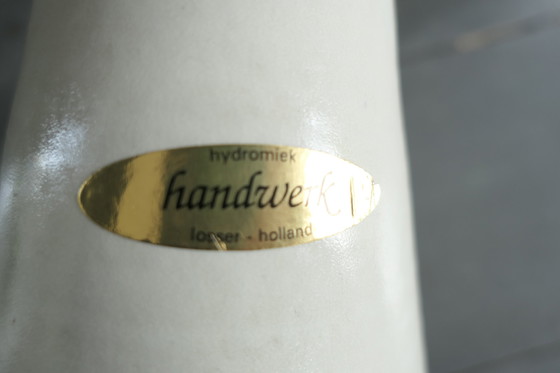 hydromiek
handwerk
losser - holland